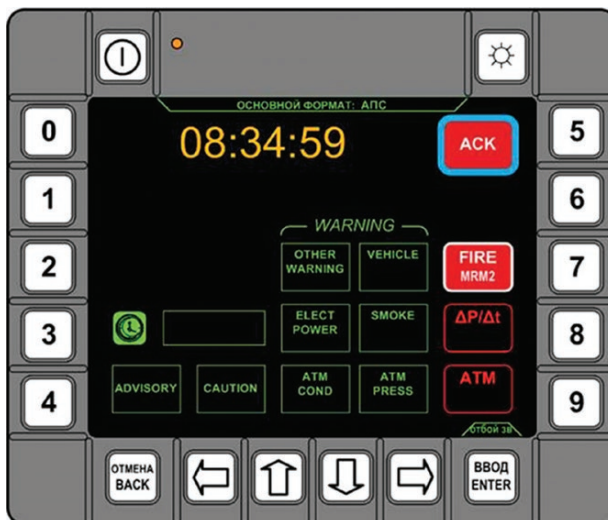 0
1
2
3
4
ОСНОВНОЙ ФОРМАТ: АПС
08:34:59
ACK
WARNING
OTHER
WARNING
VEHICLE
FIRE
MRM2
ELECT
POWER
SMOKE
ΔP/Δt
ADVISORY
CAUTION
ATM
COND
ATM
PRESS
ATM
ОТБОЙ ЗВ
5
6
7
8
9
ОТМЕНА
BACK
ВВОД
ENTER